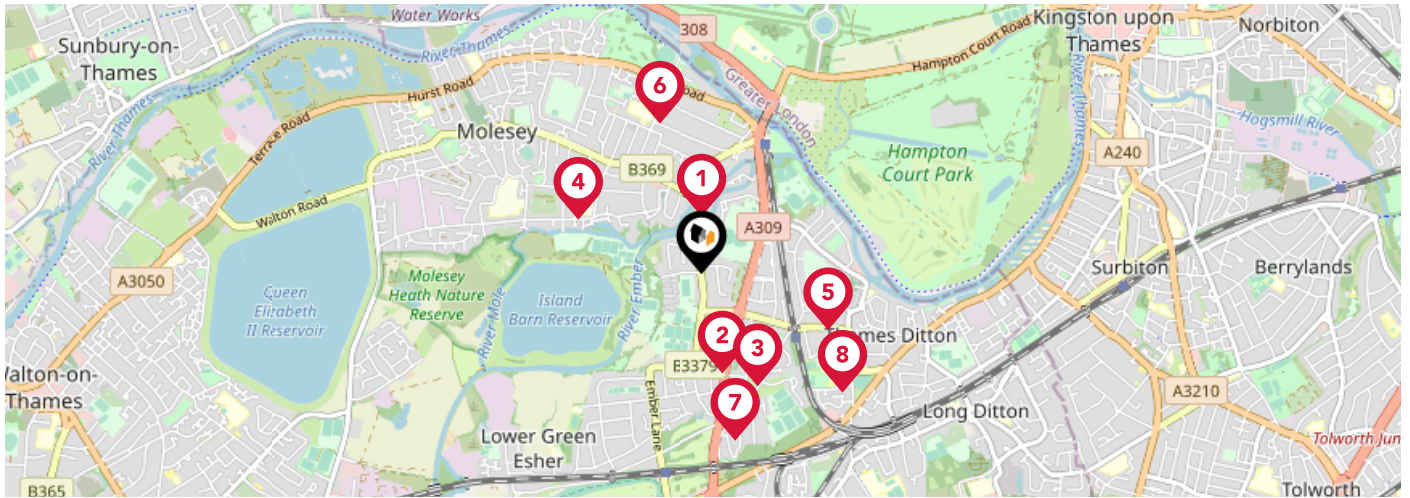 Water Works
308
Kingston upon
Thames
Norbiton
Sunbury-on-
Thames
River Thames
Hampton Court Road
River Thames
Hurst Road
6
Road
Greater London
Hogsmill River
River Thames
Terrace Road
Molesey
Hampton
Court Park
A240
B369
4
1
Walton Road
A309
A3050
Molesey
Heath Nature
Reserve
Queen
Elizabeth
II Reservoir
Island
Barn Reservoir
River Mole
River Ember
Surbiton
Berrylands
5
2
3
8
Thames Ditton
E3379
alton-on-
Thames
Ember Lane
7
A3210
Long Ditton
Lower Green
Esher
Tolworth Jun
B365
Tolworth